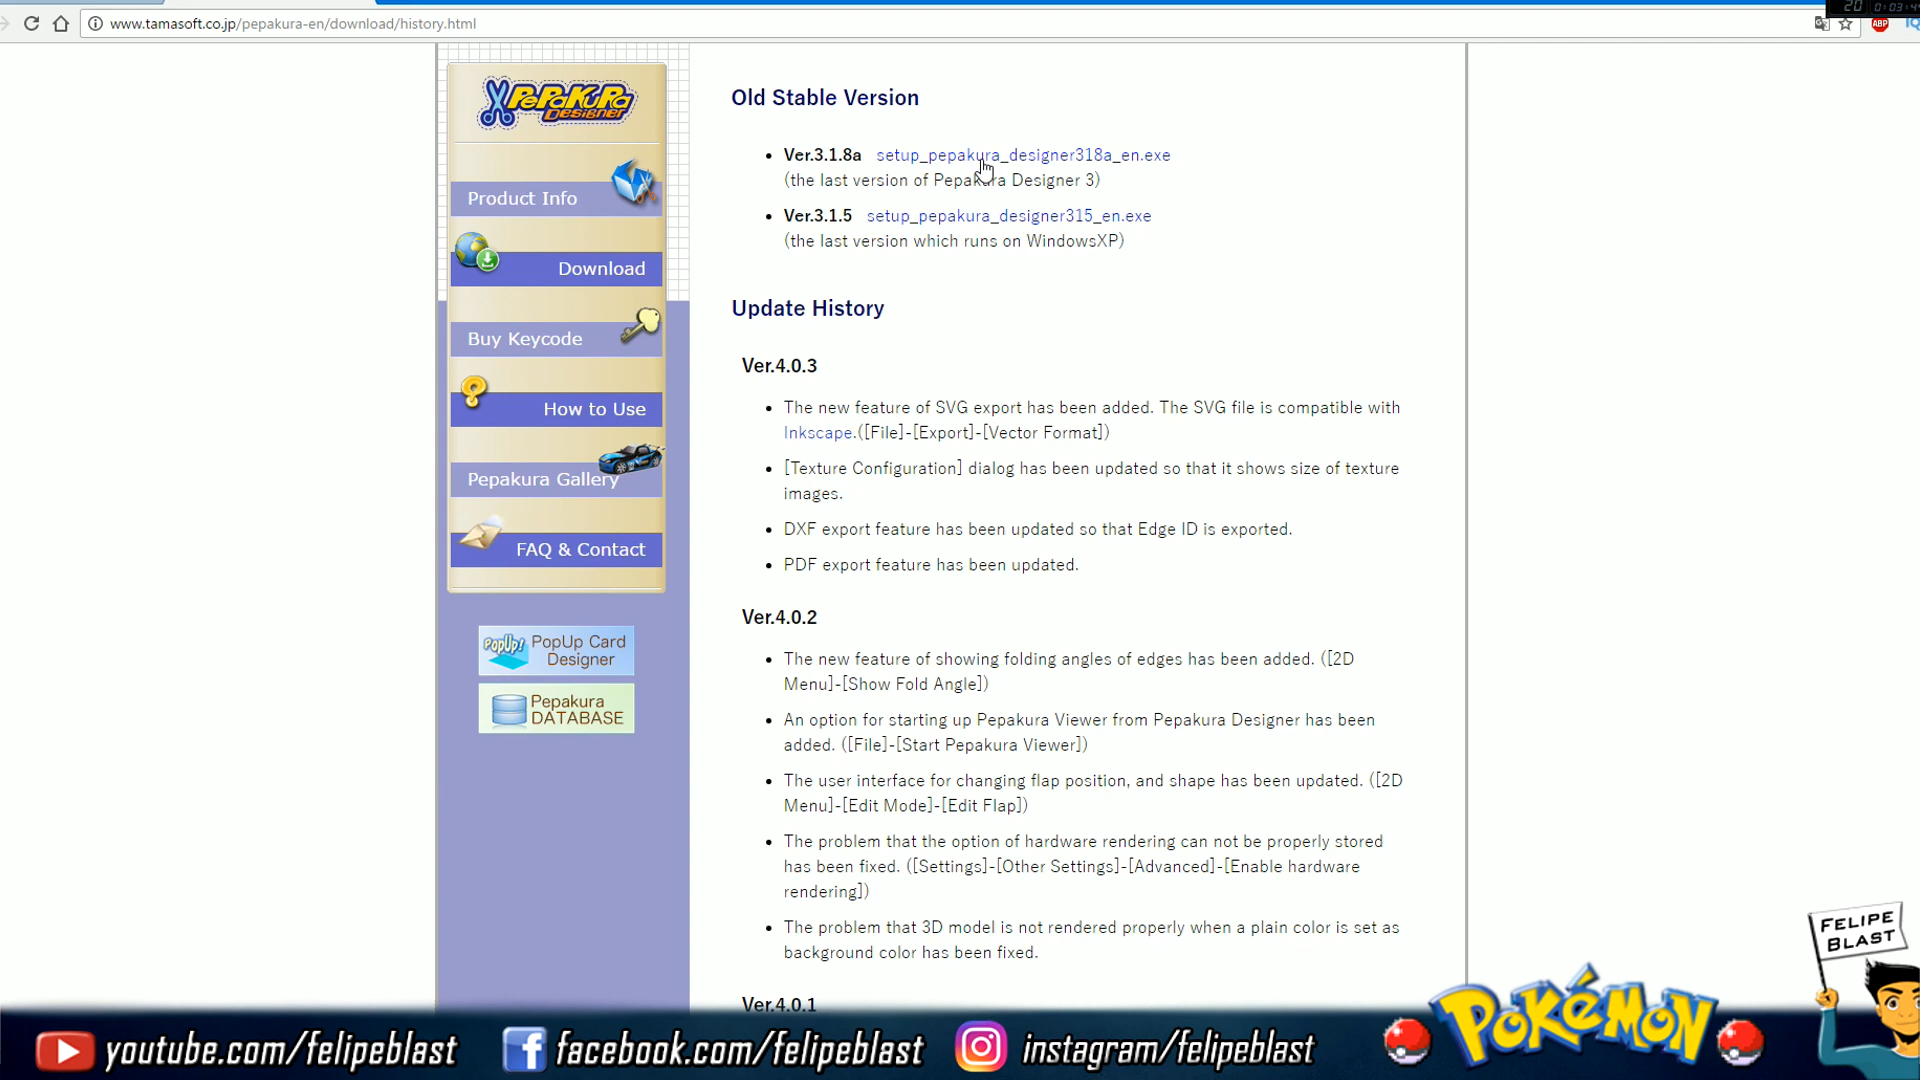 20 0:03:4
www.tamasoft.co.jp/pepakura-en/download/history.html
ABP
PePaKuRa
Designer
Product Info
Download
Buy Keycode
How to Use
Pepakura Gallery
FAQ & Contact
PopUp! PopUp Card
Designer
Pepakura
DATABASE
Old Stable Version
Ver.3.1.8a setup_pepakura_designer318a_en.exe
(the last version of Pepakura Designer 3)
Ver.3.1.5 setup_pepakura_designer315_en.exe
(the last version which runs on WindowsXP)
Update History
Ver.4.0.3
The new feature of SVG export has been added. The SVG file is compatible with
Inkscape.([File]-[Export]-[Vector Format])
[Texture Configuration] dialog has been updated so that it shows size of texture
images.
DXF export feature has been updated so that Edge ID is exported.
PDF export feature has been updated.
Ver.4.0.2
The new feature of showing folding angles of edges has been added. ([2D
Menu]-[Show Fold Angle])
An option for starting up Pepakura Viewer from Pepakura Designer has been
added. ([File]-[Start Pepakura Viewer])
The user interface for changing flap position, and shape has been updated. ([2D
Menu]-[Edit Mode]-[Edit Flap])
The problem that the option of hardware rendering can not be properly stored
has been fixed. ([Settings]-[Other Settings]-[Advanced]-[Enable hardware
rendering])
The problem that 3D model is not rendered properly when a plain color is set as
background color has been fixed.
Ver.4.0.1
FELIPE
BLAST
youtube.com/felipeblast
facebook.com/felipeblast
instagram/felipeblast
POKéMON